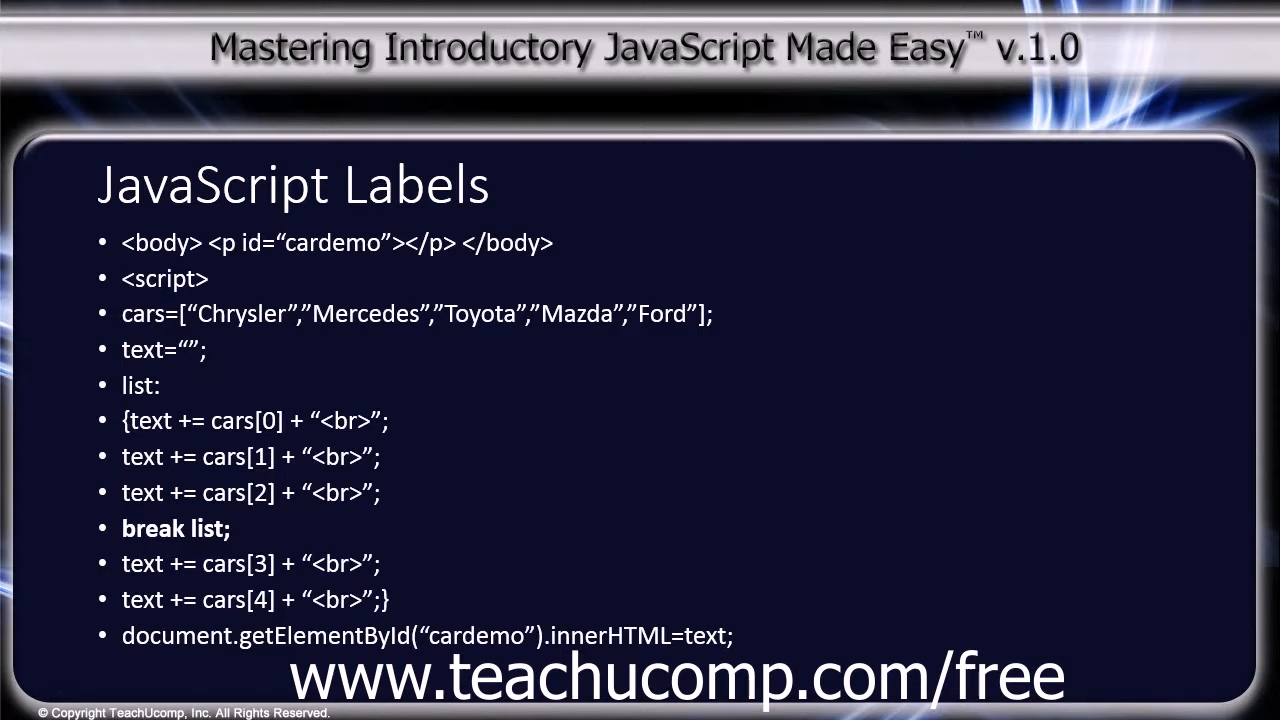 Mastering Introductory JavaScript Made Easy™ v.1.0
JavaScript Labels
• <body> <p id=“cardemo”></p> </body>
• <script>
• cars=[“Chrysler”,”Mercedes”,”Toyota”,”Mazda”,”Ford”];
• text=“”;
• list:
• {text += cars[0] + “<br>”;
• text += cars[1] + “<br>”;
• text += cars[2] + “<br>”;
• break list;
• text += cars[3] + “<br>”;
• text += cars[4] + “<br>”;}
• document.getElementById(“cardemo”).innerHTML=text;
www.teachucomp.com/free
© Copyright TeachUcomp, Inc. All Rights Reserved.